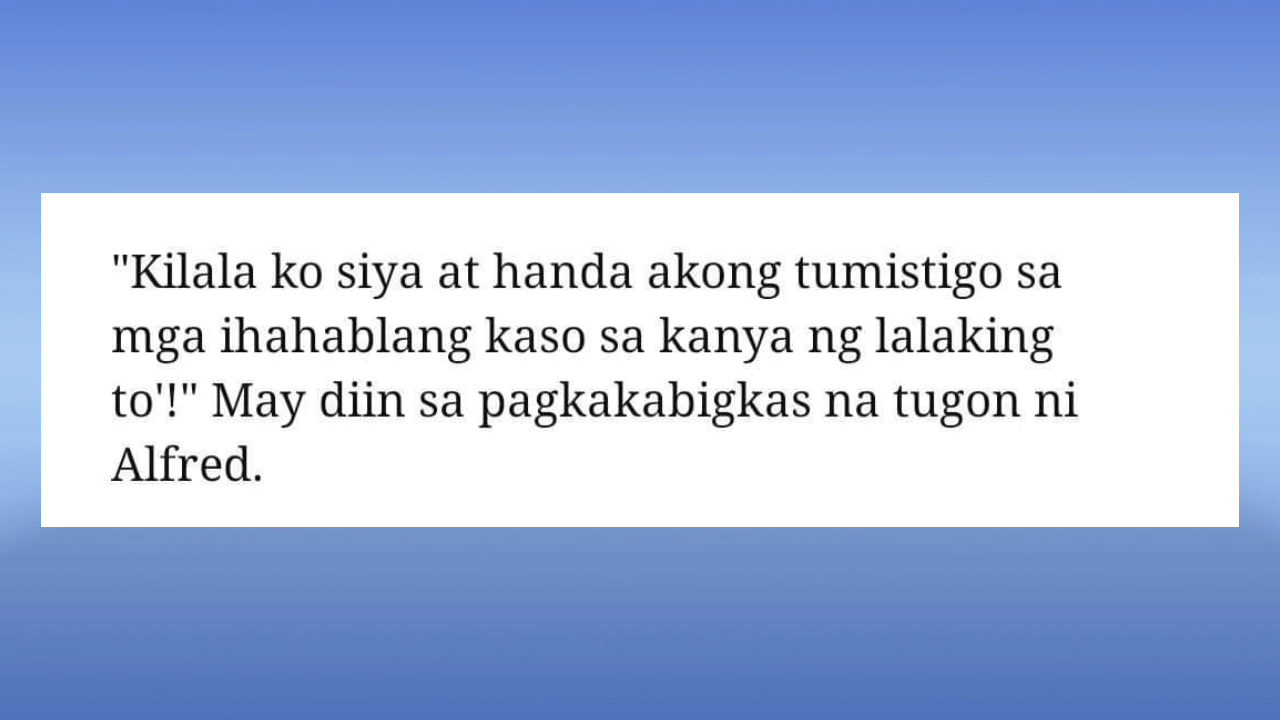 "Kilala ko siya at handa akong tumistigo sa
mga ihahablang kaso sa kanya ng lalaking
to'!" May diin sa pagkakabigkas na tugon ni
Alfred.